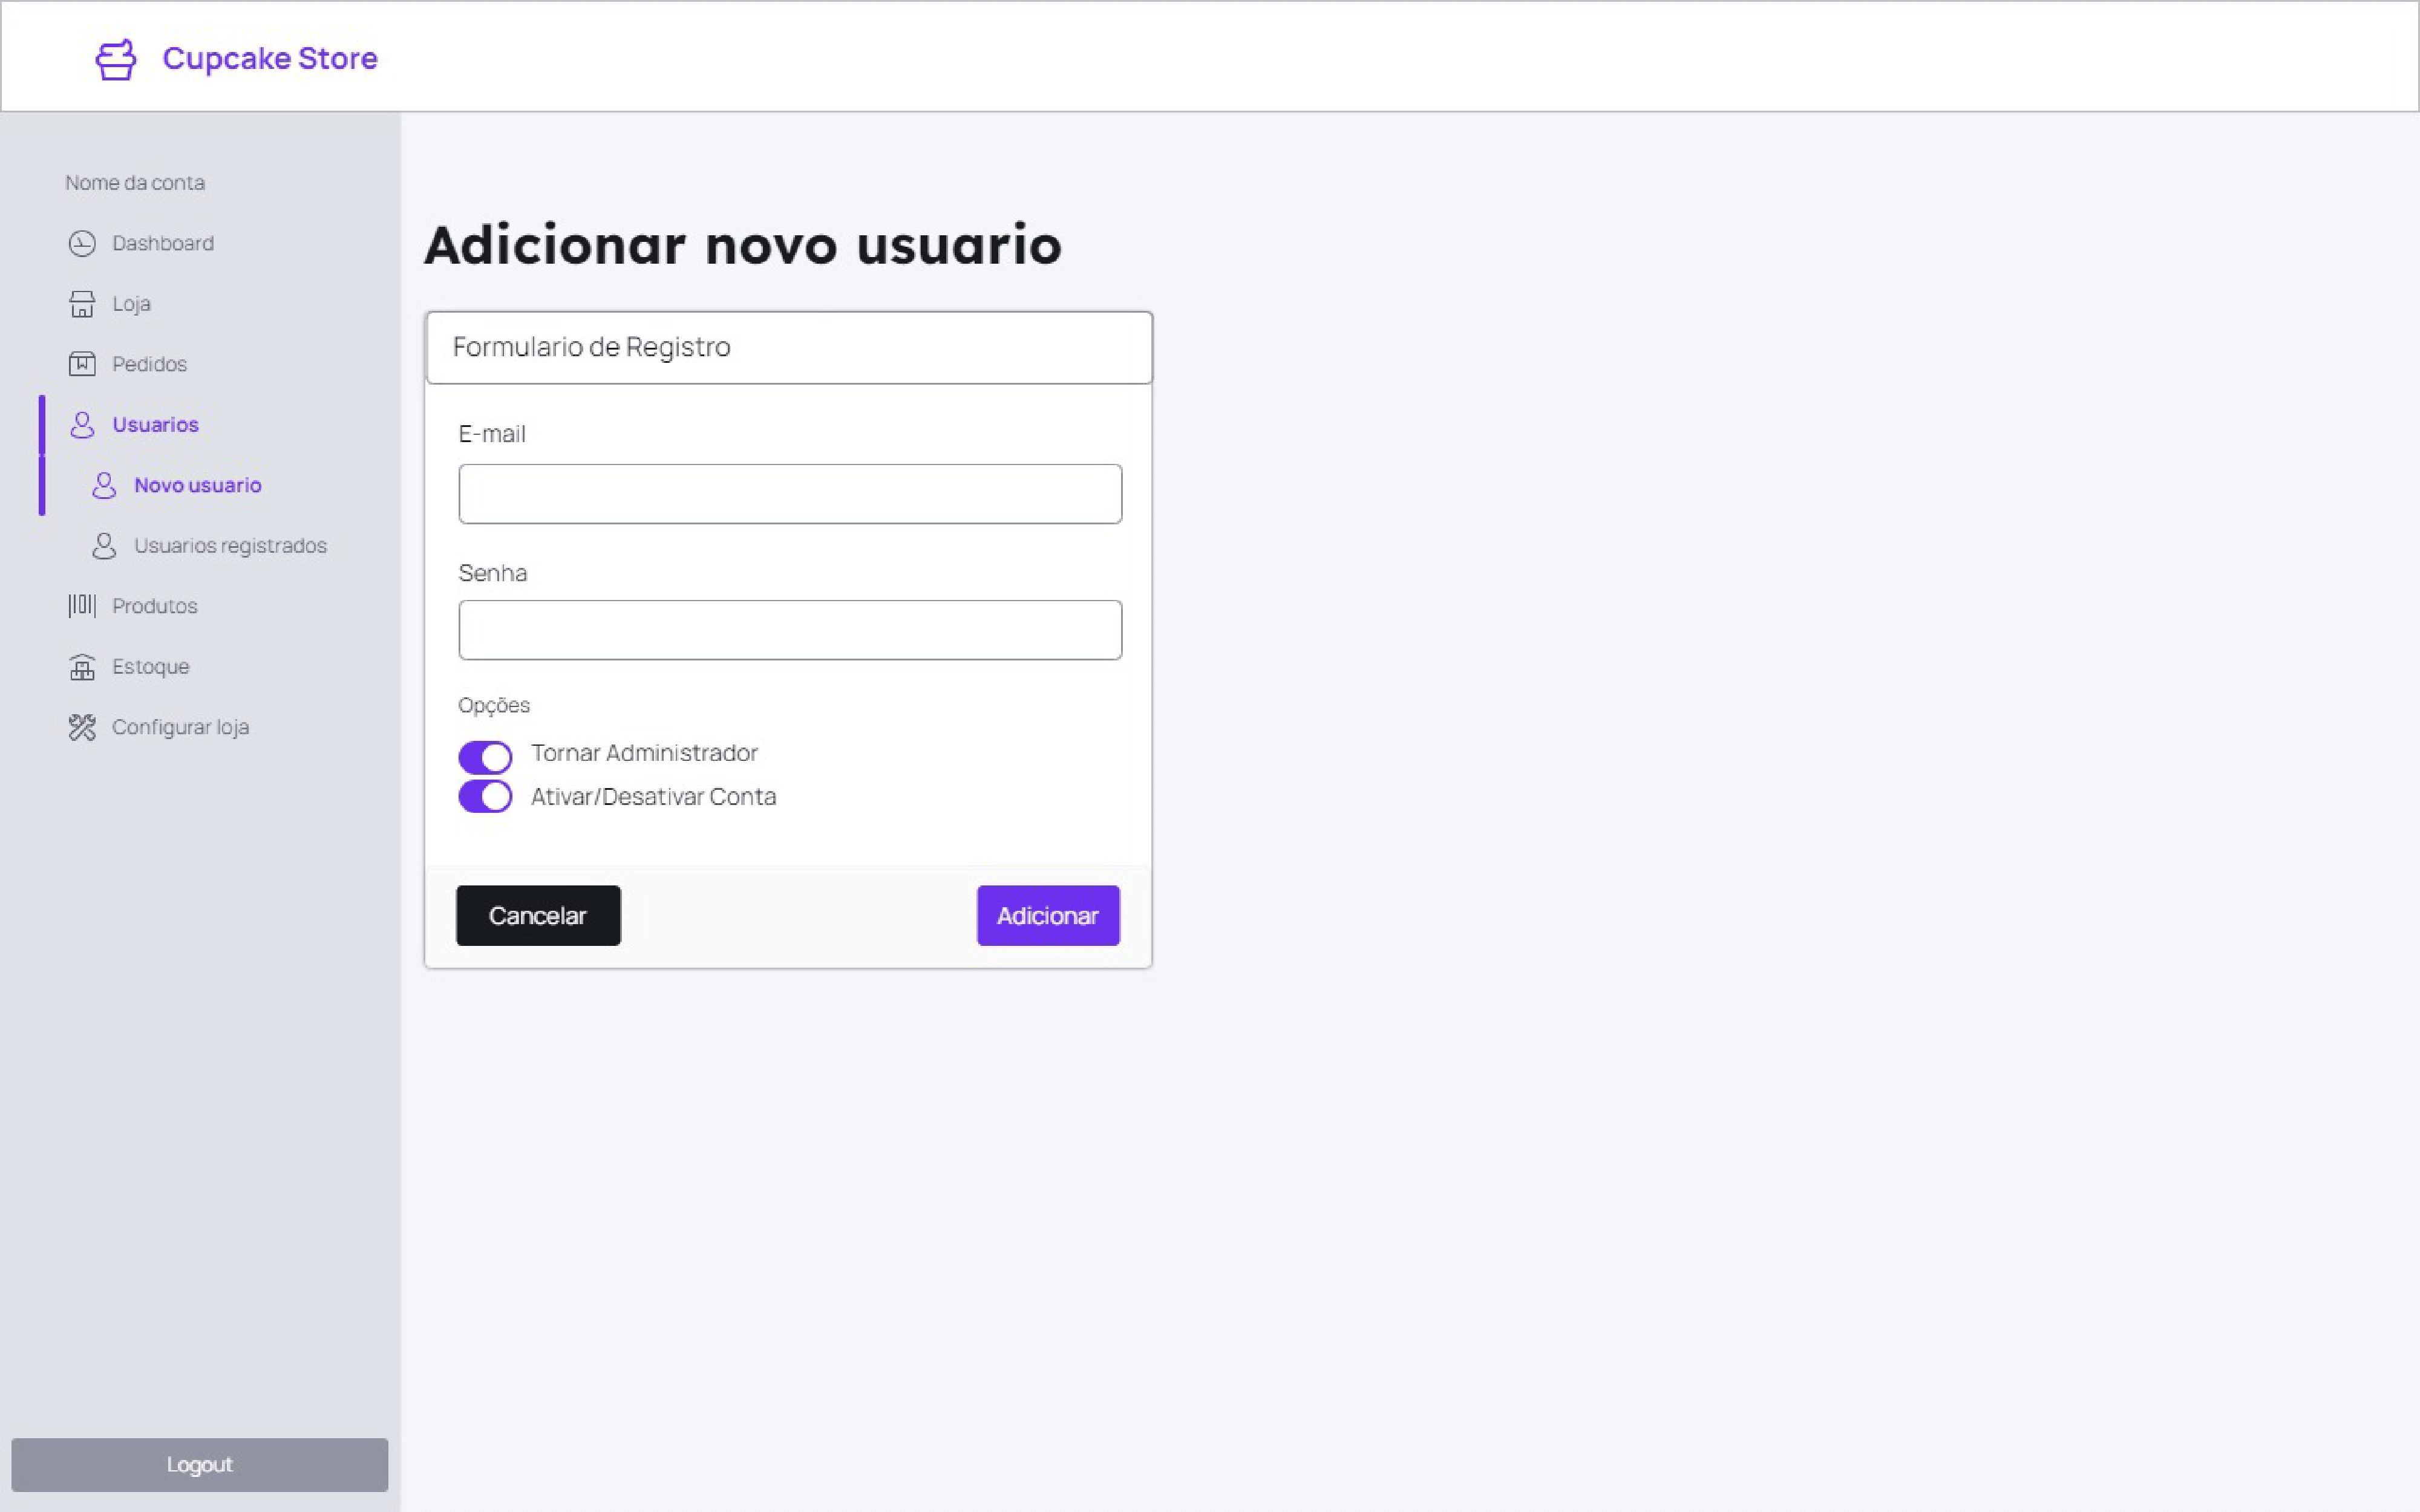 Cupcake Store
Nome da conta
Dashboard
Loja
Pedidos
Usuarios
Novo usuario
Usuarios registrados
Produtos
Estoque
Configurar loja
Logout
Adicionar novo usuario
Formulario de Registro
E-mail
Senha
Opções
Tornar Administrador
Ativar/Desativar Conta
Cancelar
Adicionar